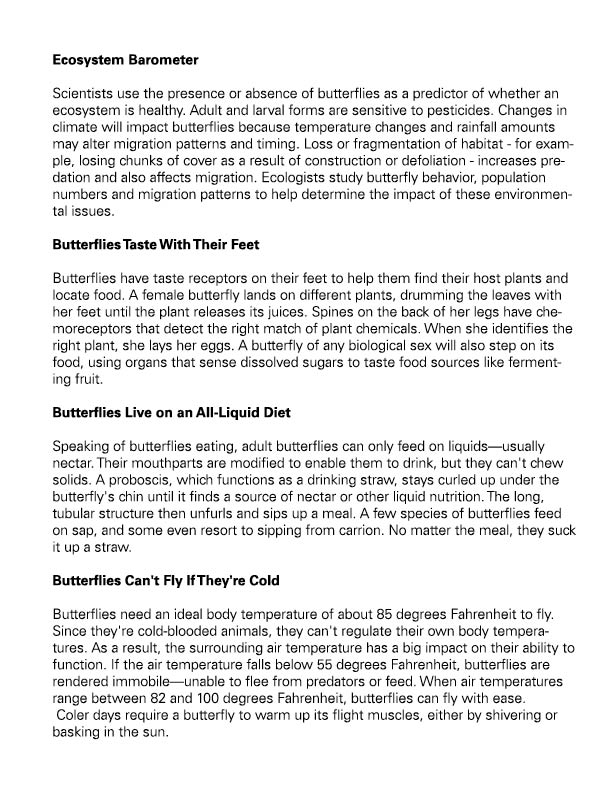 Ecosystem Barometer
Scientists use the presence or absence of butterflies as a predictor of whether an
ecosystem is healthy. Adult and larval forms are sensitive to pesticides. Changes in
climate will impact butterflies because temperature changes and rainfall amounts
may alter migration patterns and timing. Loss or fragmentation of habitat - for exam-
ple, losing chunks of cover as a result of construction or defoliation - increases pre-
dation and also affects migration. Ecologists study butterfly behavior, population
numbers and migration patterns to help determine the impact of these environmen-
tal issues.
Butterflies Taste With Their Feet
Butterflies have taste receptors on their feet to help them find their host plants and
locate food. A female butterfly lands on different plants, drumming the leaves with
her feet until the plant releases its juices. Spines on the back of her legs have che-
moreceptors that detect the right match of plant chemicals. When she identifies the
right plant, she lays her eggs. A butterfly of any biological sex will also step on its
food, using organs that sense dissolved sugars to taste food sources like ferment-
ing fruit.
Butterflies Live on an All-Liquid Diet
Speaking of butterflies eating, adult butterflies can only feed on liquids—usually
nectar. Their mouthparts are modified to enable them to drink, but they can't chew
solids. A proboscis, which functions as a drinking straw, stays curled up under the
butterfly's chin until it finds a source of nectar or other liquid nutrition. The long,
tubular structure then unfurls and sips up a meal. A few species of butterflies feed
on sap, and some even resort to sipping from carrion. No matter the meal, they suck
it up a straw.
Butterflies Can't Fly If They're Cold
Butterflies need an ideal body temperature of about 85 degrees Fahrenheit to fly.
Since they're cold-blooded animals, they can't regulate their own body tempera-
tures. As a result, the surrounding air temperature has a big impact on their ability to
function. If the air temperature falls below 55 degrees Fahrenheit, butterflies are
rendered immobile—unable to flee from predators or feed. When air temperatures
range between 82 and 100 degrees Fahrenheit, butterflies can fly with ease.
Coler days require a butterfly to warm up its flight muscles, either by shivering or
basking in the sun.